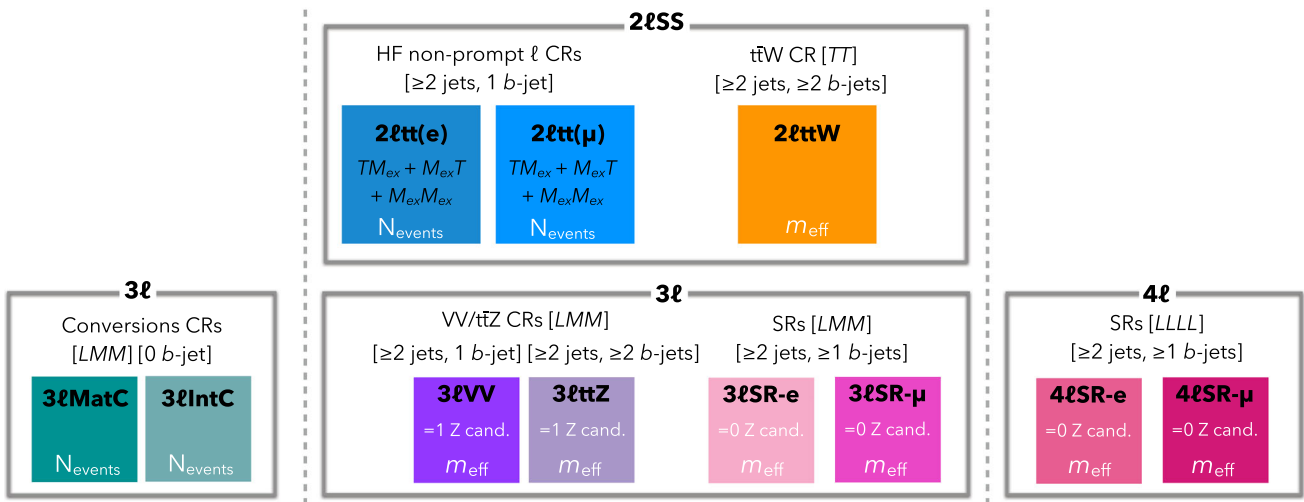 2ℓSS
HF non-prompt ℓ CRs
[≥2 jets, 1 b-jet]
2ℓtt(e)
TMex + MexT
+ MexMex
Nevents
2ℓtt(μ)
TMex + MexT
+ MexMex
Nevents
tt̄W CR [TT]
[≥2 jets, ≥2 b-jets]
2ℓttW
meff
3ℓ
Conversions CRs
[LMM] [0 b-jet]
3ℓMatC
Nevents
3ℓIntC
Nevents
3ℓ
VV/tt̄Z CRs [LMM]
[≥2 jets, 1 b-jet] [≥2 jets, ≥2 b-jets]
3ℓVV
=1 Z cand.
meff
3ℓttZ
=1 Z cand.
meff
SRs [LMM]
[≥2 jets, ≥1 b-jets]
3ℓSR-e
=0 Z cand.
meff
3ℓSR-μ
=0 Z cand.
meff
4ℓ
SRs [LLLL]
[≥2 jets, ≥1 b-jets]
4ℓSR-e
=0 Z cand.
meff
4ℓSR-μ
=0 Z cand.
meff